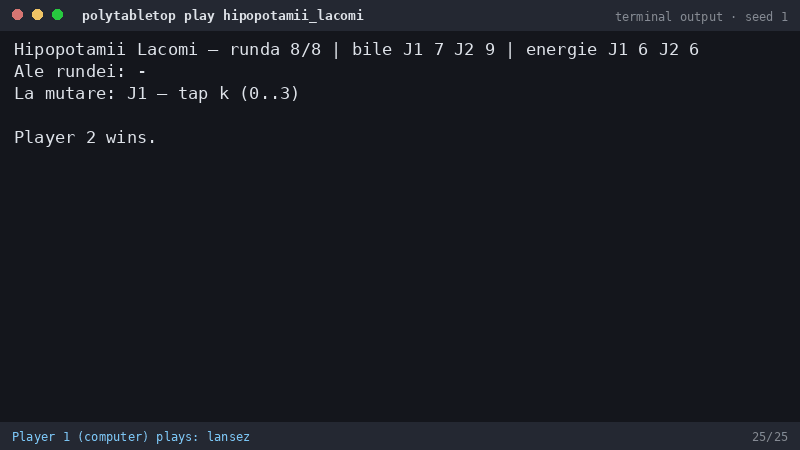 polytabletop play hipopotamii_lacomi
terminal output · seed 1
Hipopotamii Lacomi — runda 8/8 | bile J1 7 J2 9 | energie J1 6 J2 6
Ale rundei: -
La mutare: J1 — tap k (0..3)
Player 2 wins.
Player 1 (computer) plays: lansez
25/25